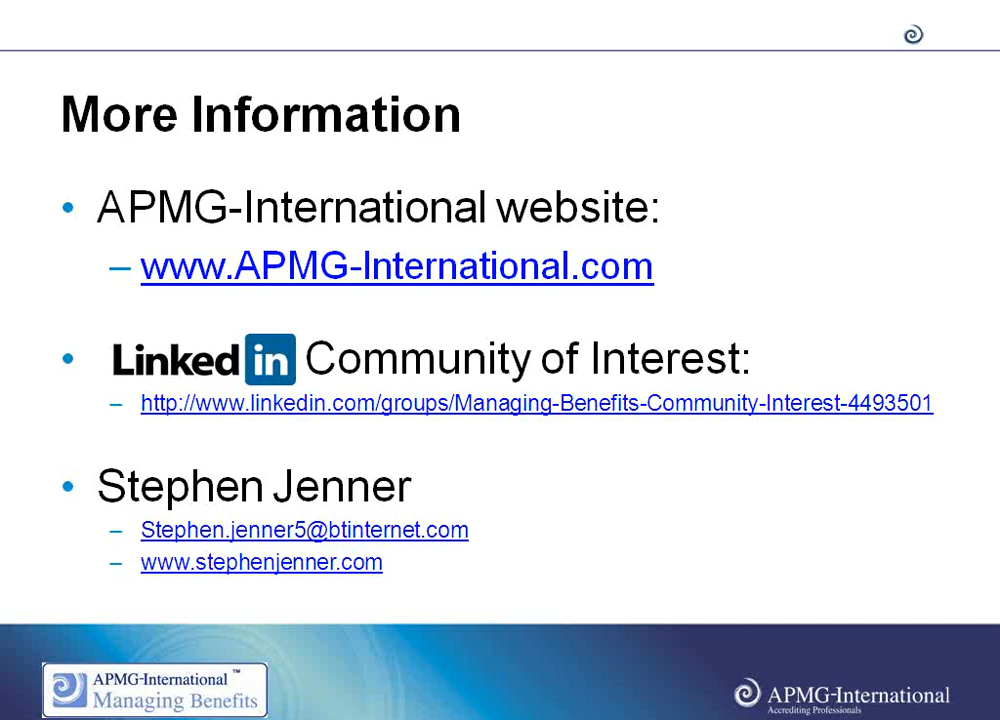 More Information
• APMG-International website:
– www.APMG-International.com
• Linked in Community of Interest:
– http://www.linkedin.com/groups/Managing-Benefits-Community-Interest-4493501
• Stephen Jenner
– Stephen.jenner5@btinternet.com
– www.stephenjenner.com
APMG-International™
Managing Benefits
APMG-International
Accrediting Professionals